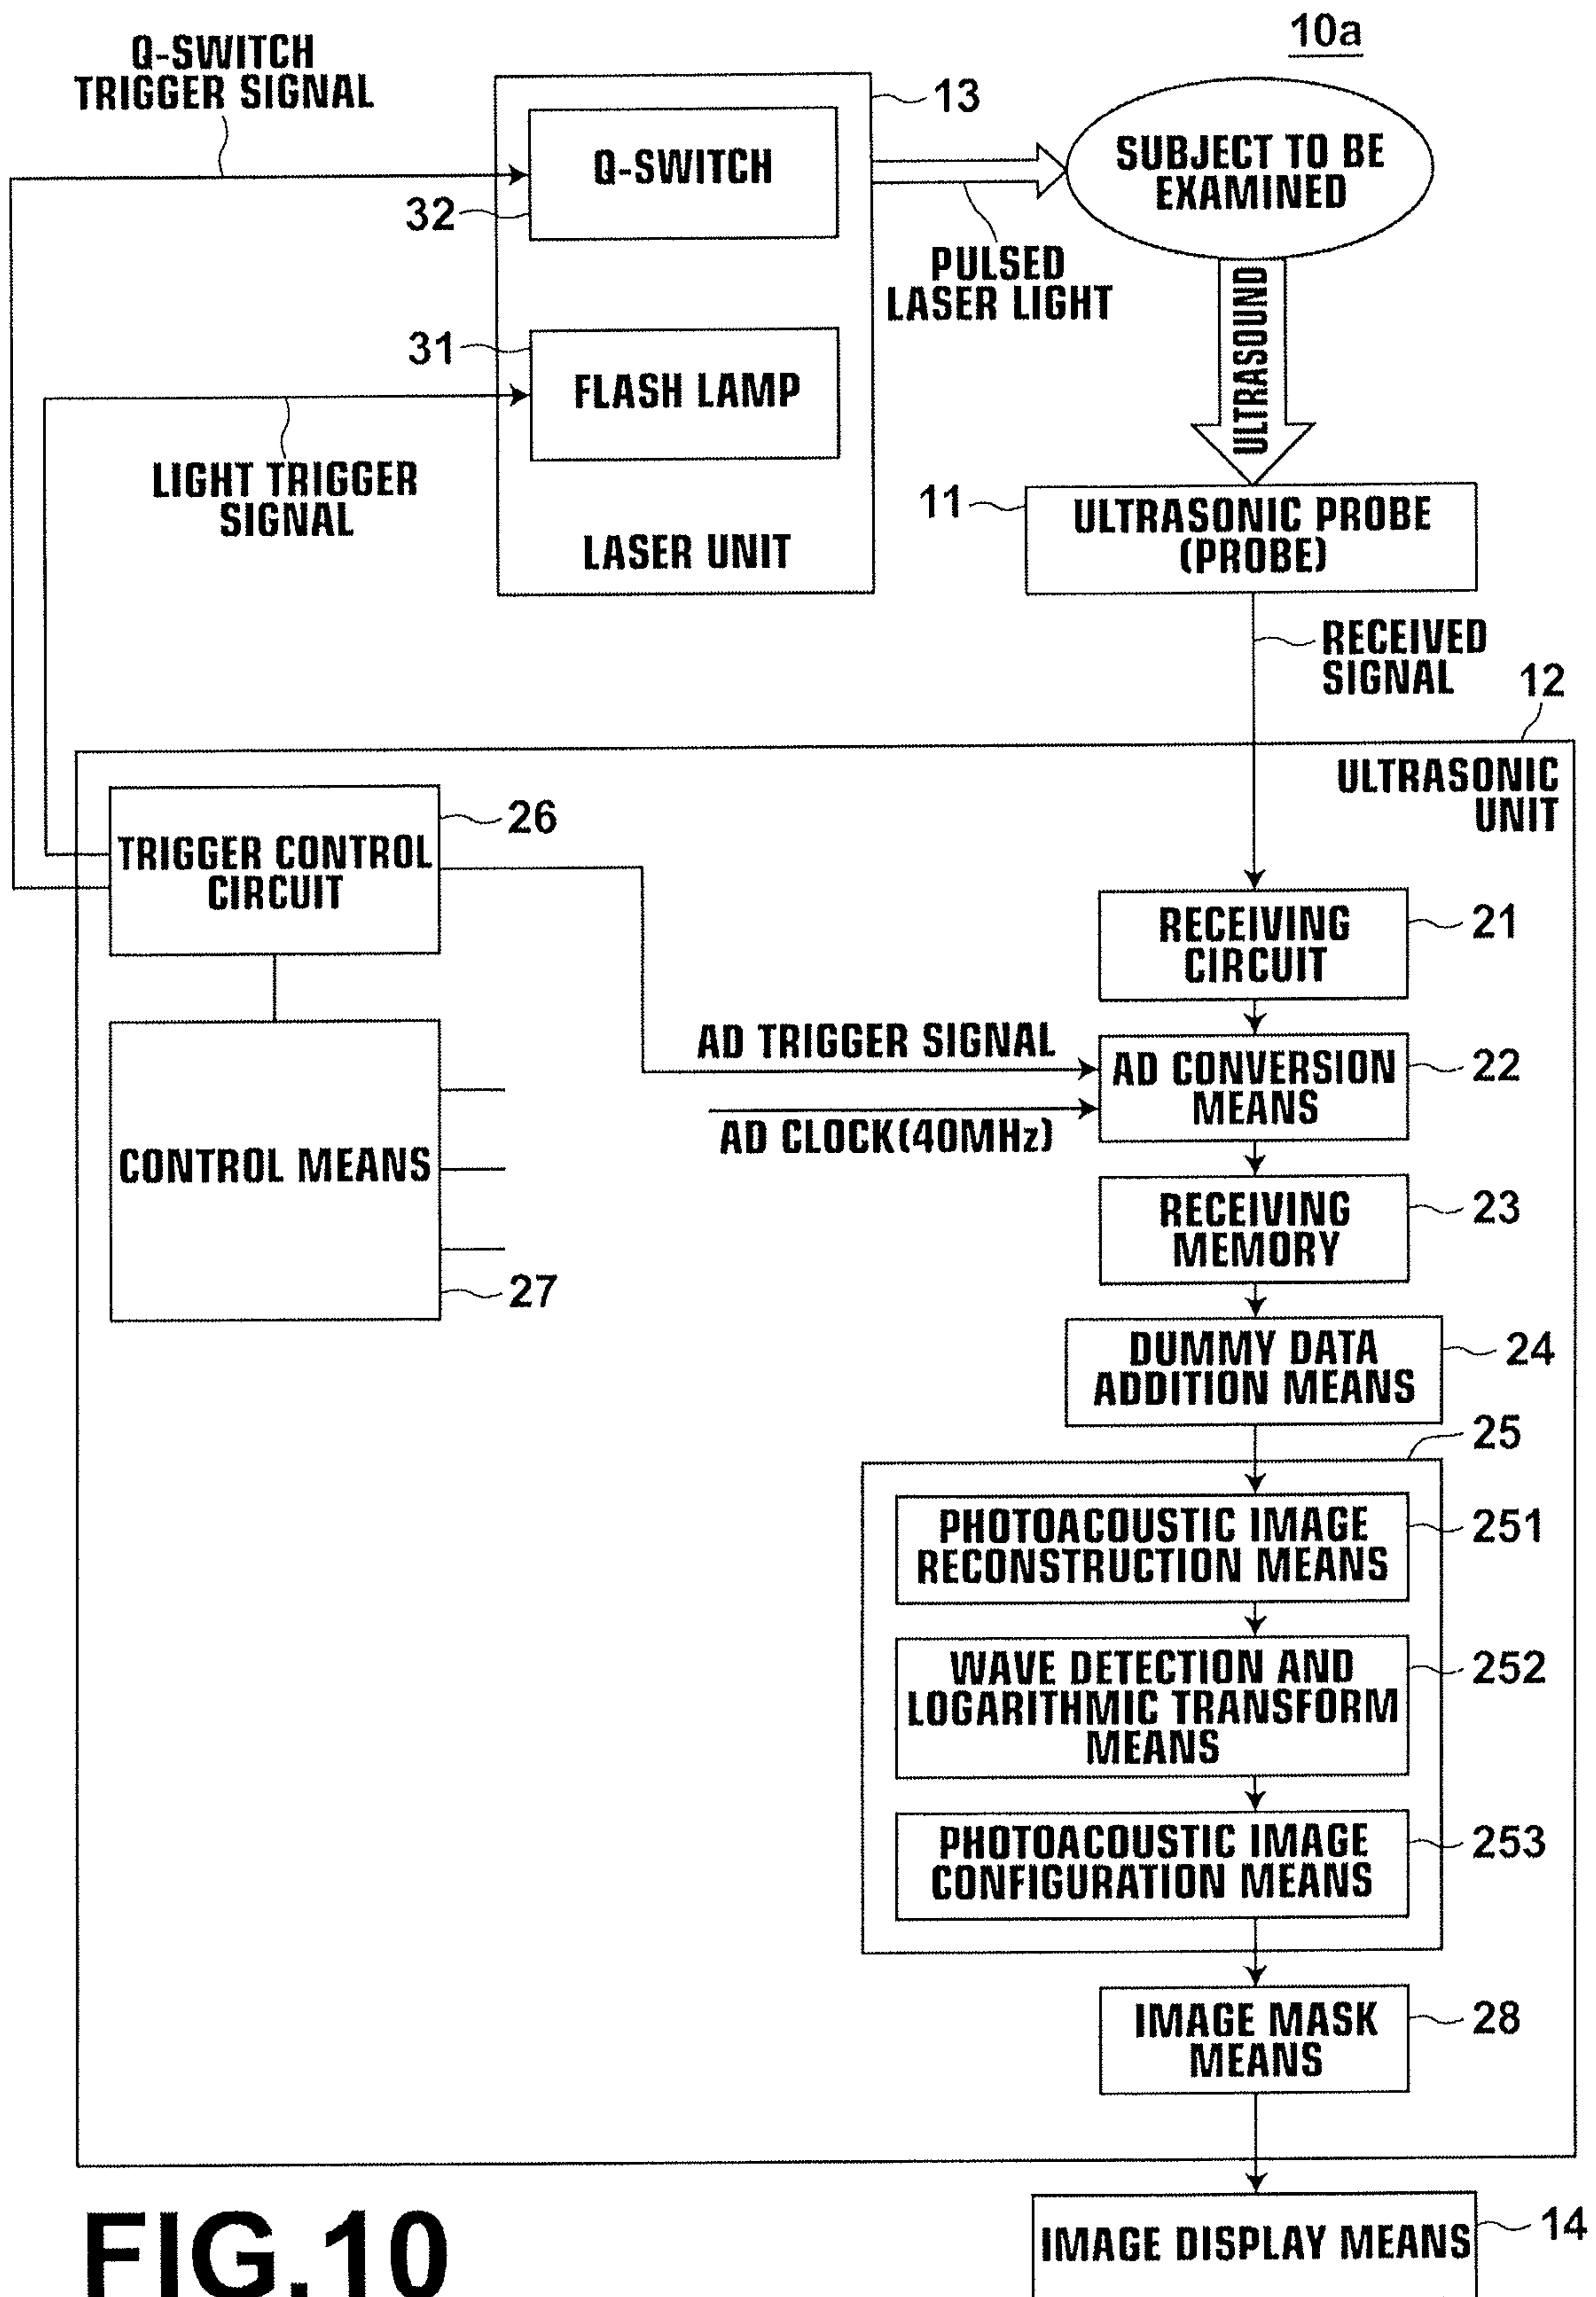 10a
Q-SWITCH
TRIGGER SIGNAL
13
Q-SWITCH
32
SUBJECT TO BE
EXAMINED
PULSED
LASER LIGHT
ULTRASOUND
31
FLASH LAMP
LIGHT TRIGGER
SIGNAL
LASER UNIT
11
ULTRASONIC PROBE
(PROBE)
RECEIVED
SIGNAL
12
ULTRASONIC
UNIT
26
TRIGGER CONTROL
CIRCUIT
RECEIVING
CIRCUIT
21
AD TRIGGER SIGNAL
AD CONVERSION
MEANS
22
AD CLOCK(40MHz)
CONTROL MEANS
27
RECEIVING
MEMORY
23
DUMMY DATA
ADDITION MEANS
24
25
PHOTOACOUSTIC IMAGE
RECONSTRUCTION MEANS
251
WAVE DETECTION AND
LOGARITHMIC TRANSFORM
MEANS
252
PHOTOACOUSTIC IMAGE
CONFIGURATION MEANS
253
IMAGE MASK
MEANS
28
IMAGE DISPLAY MEANS
14
FIG.10